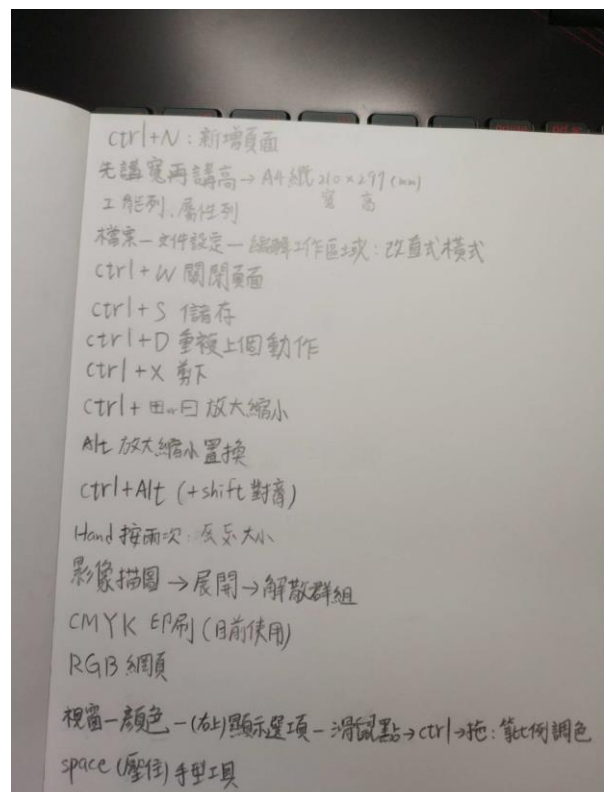 ctrl+N：新增頁面
先講寬再講高→A4紙 210×297(mm)
寬 高
工能列、屬性列
檔案－文件設定－編輯工作區域：改直式橫式
ctrl+W 關閉頁面
ctrl+S 儲存
ctrl+D 重複上個動作
ctrl+X 剪下
ctrl+⊞or⊟ 放大縮小
Alt 放大縮小置換
ctrl+Alt (+shift 對齊)
Hand 按兩次： 大小
影像描圖→展開→解散群組
CMYK 印刷(目前使用)
RGB 網頁
視窗－顏色－(右上)顯示選項－滑鼠點→ctrl→拖：等比例調色
space (壓住) 手型工具